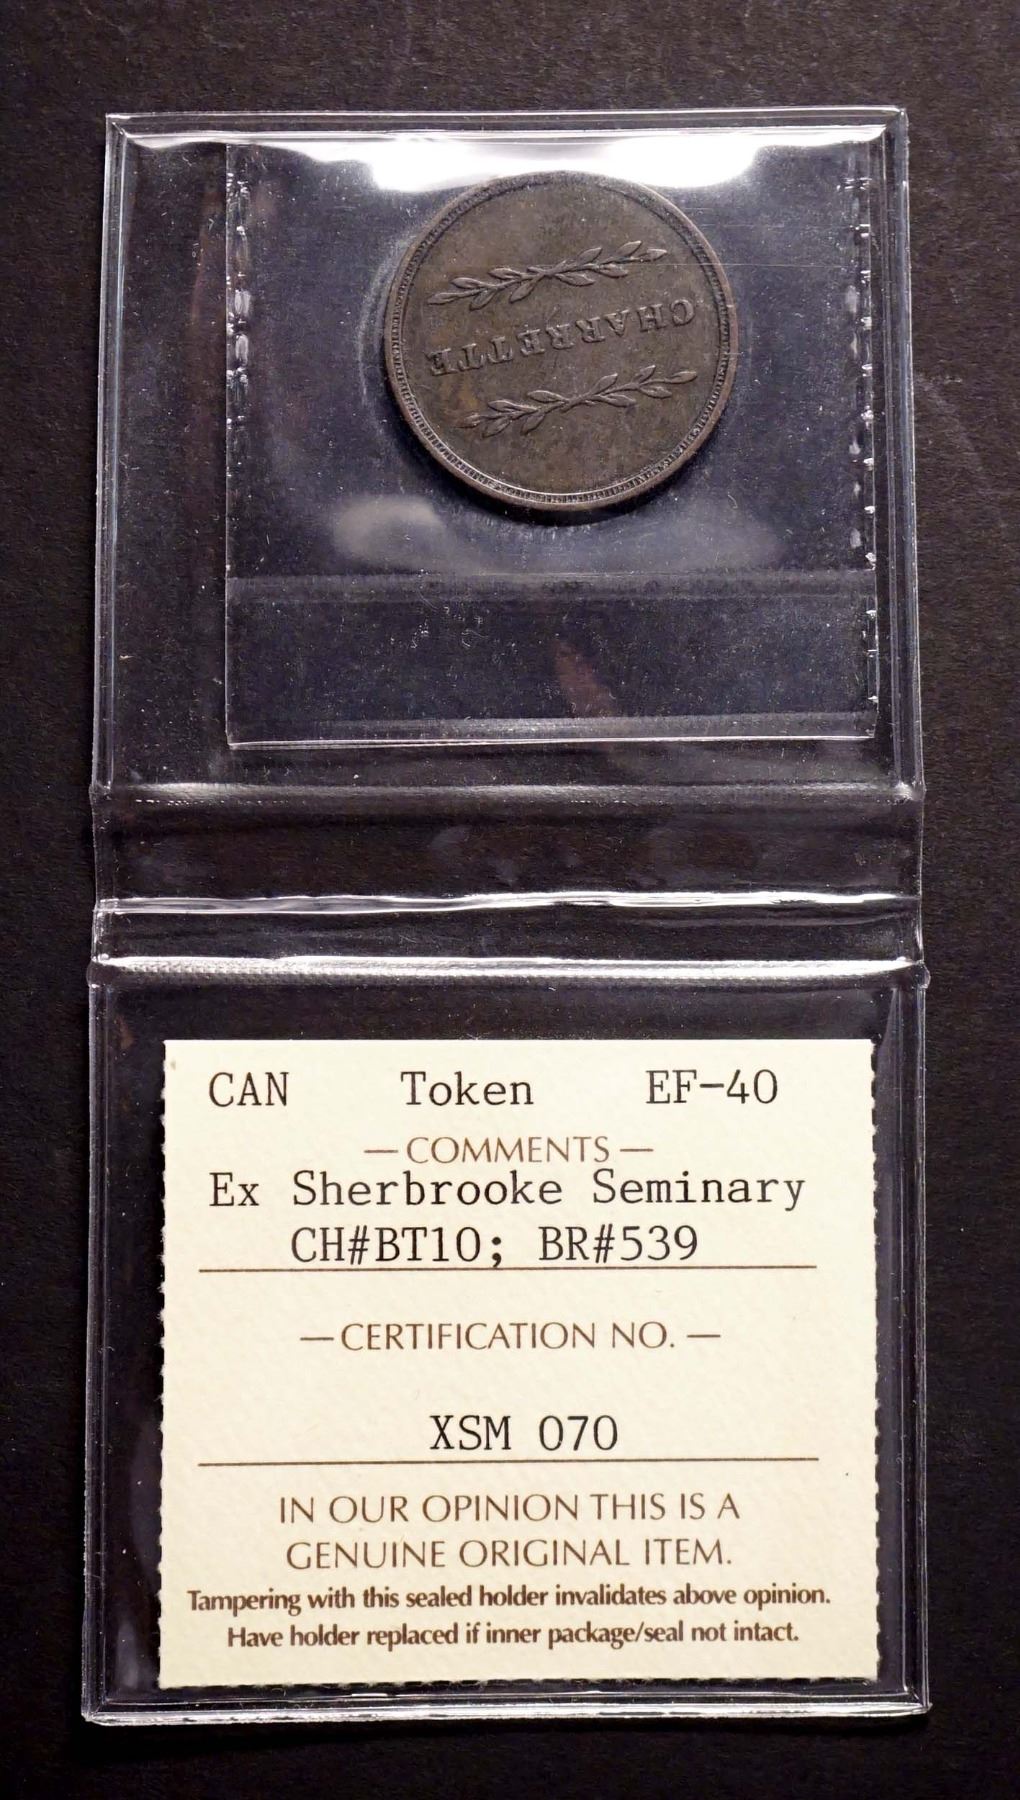 CHARRETTE
CAN Token EF-40
— COMMENTS —
Ex Sherbrooke Seminary
CH#BT10; BR#539
— CERTIFICATION NO. —
XSM 070
IN OUR OPINION THIS IS A
GENUINE ORIGINAL ITEM.
Tampering with this sealed holder invalidates above opinion.
Have holder replaced if inner package/seal not intact.